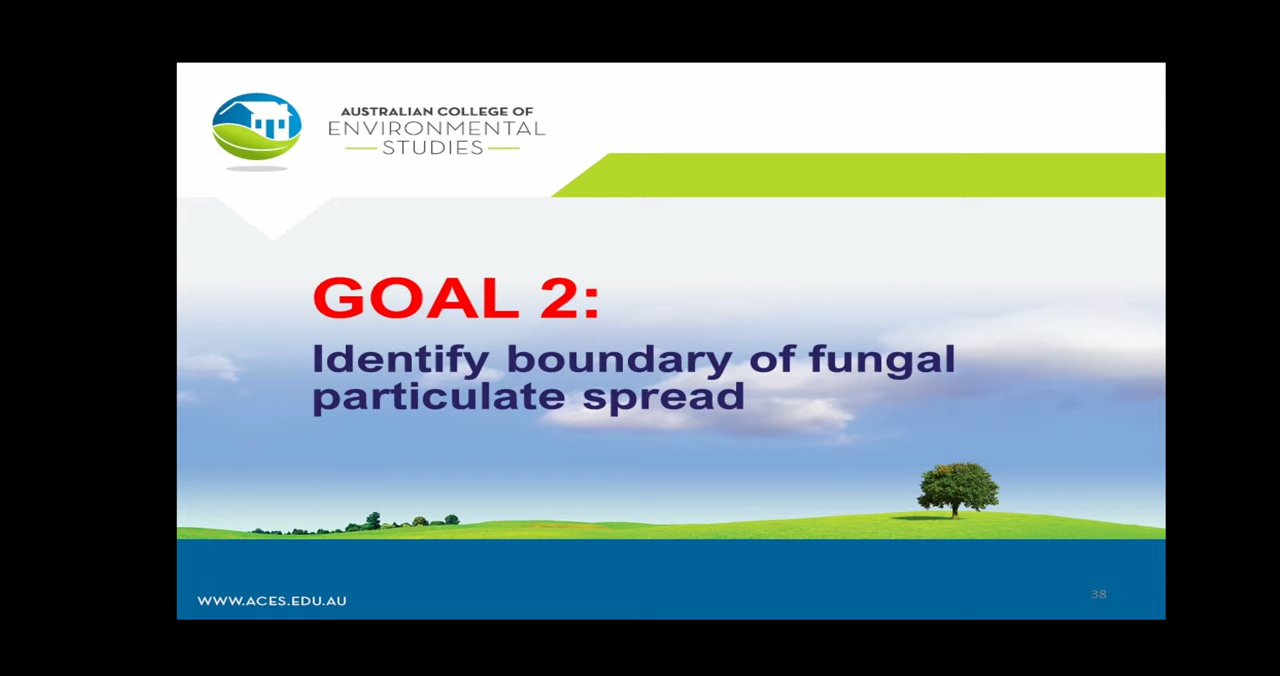 AUSTRALIAN COLLEGE OF
ENVIRONMENTAL
STUDIES
GOAL 2:
Identify boundary of fungal
particulate spread
WWW.ACES.EDU.AU
38